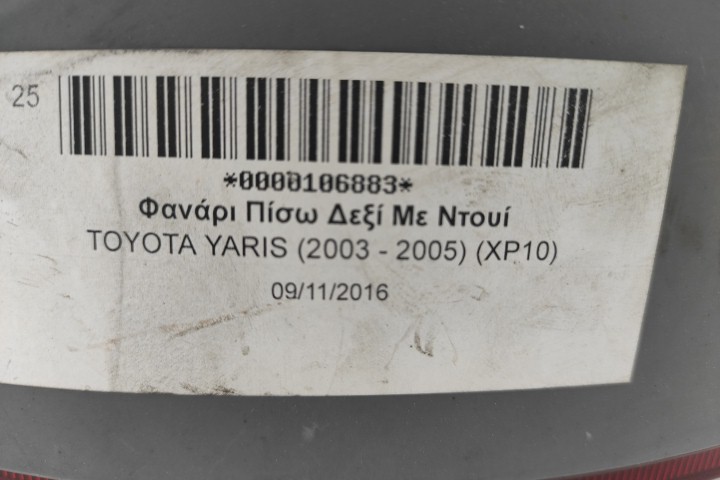 25
*0000106883*
Φανάρι Πίσω Δεξί Με Ντουί
TOYOTA YARIS (2003 - 2005) (XP10)
09/11/2016